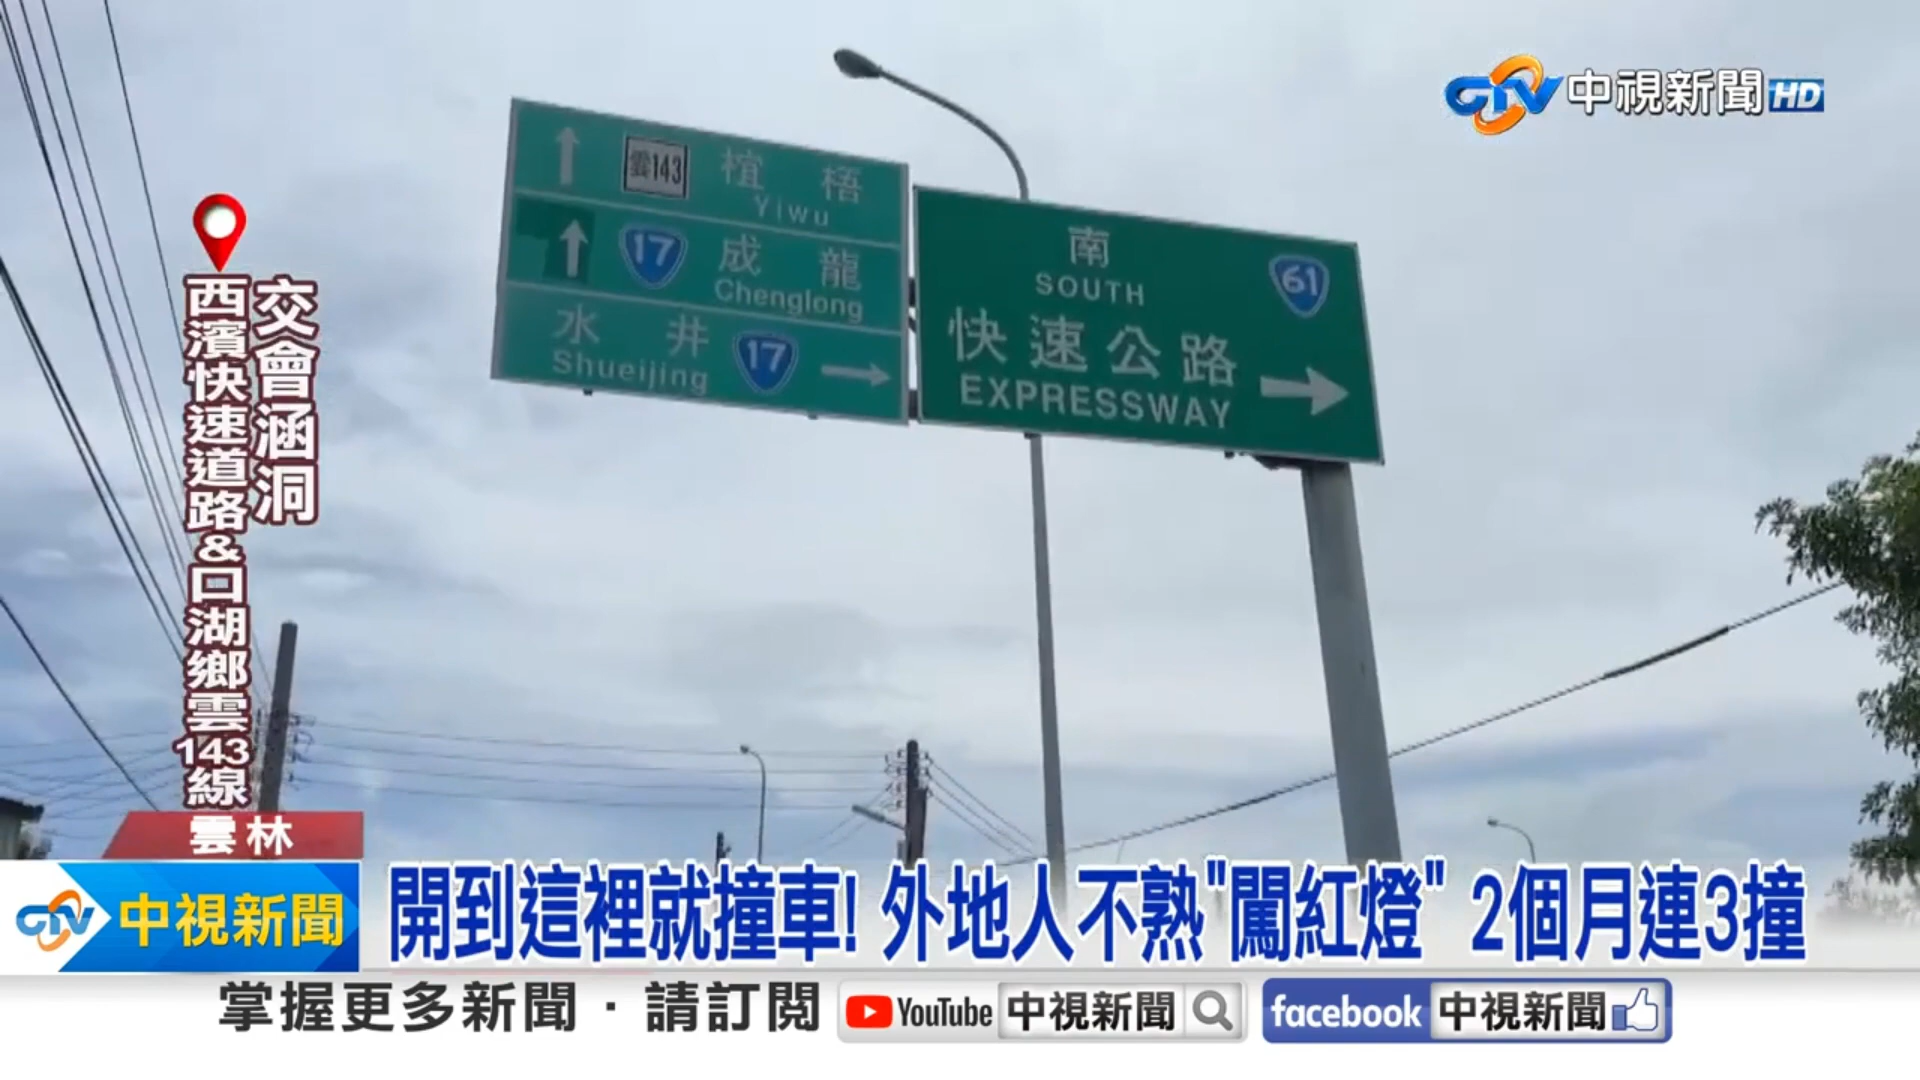 CTV 中視新聞 HD
雲143 檨梧
Yiwu
17 成龍
Chenglong
水井 17
Shueijing
南
SOUTH
61
快速公路
EXPRESSWAY
西濱快速道路&口湖鄉雲143線
交會涵洞
雲林
CTV 中視新聞
開到這裡就撞車! 外地人不熟"闖紅燈" 2個月連3撞
掌握更多新聞・請訂閱 YouTube 中視新聞 facebook 中視新聞